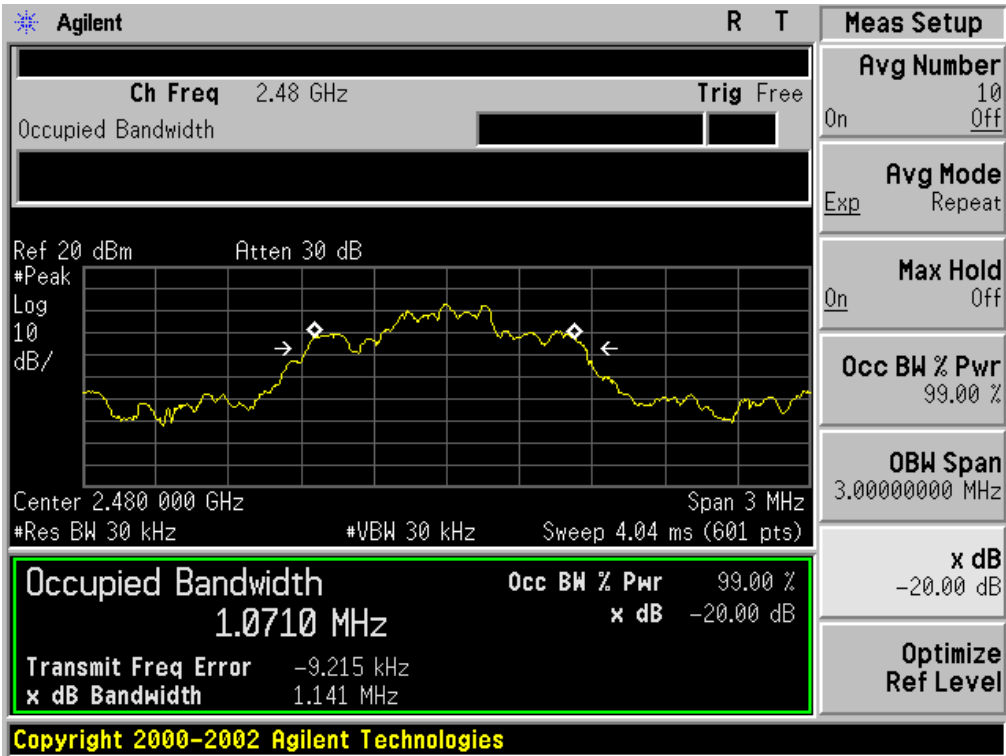 Agilent R T
Ch Freq 2.48 GHz Trig Free
Occupied Bandwidth
Ref 20 dBm Atten 30 dB
#Peak
Log
10
dB/
Center 2.480 000 GHz Span 3 MHz
#Res BW 30 kHz #VBW 30 kHz Sweep 4.04 ms (601 pts)
Occupied Bandwidth Occ BW % Pwr 99.00 %
1.0710 MHz x dB -20.00 dB
Transmit Freq Error -9.215 kHz
x dB Bandwidth 1.141 MHz
Copyright 2000-2002 Agilent Technologies
Meas Setup
Avg Number
10
On Off
Avg Mode
Exp Repeat
Max Hold
On Off
Occ BW % Pwr
99.00 %
OBW Span
3.00000000 MHz
x dB
-20.00 dB
Optimize
Ref Level